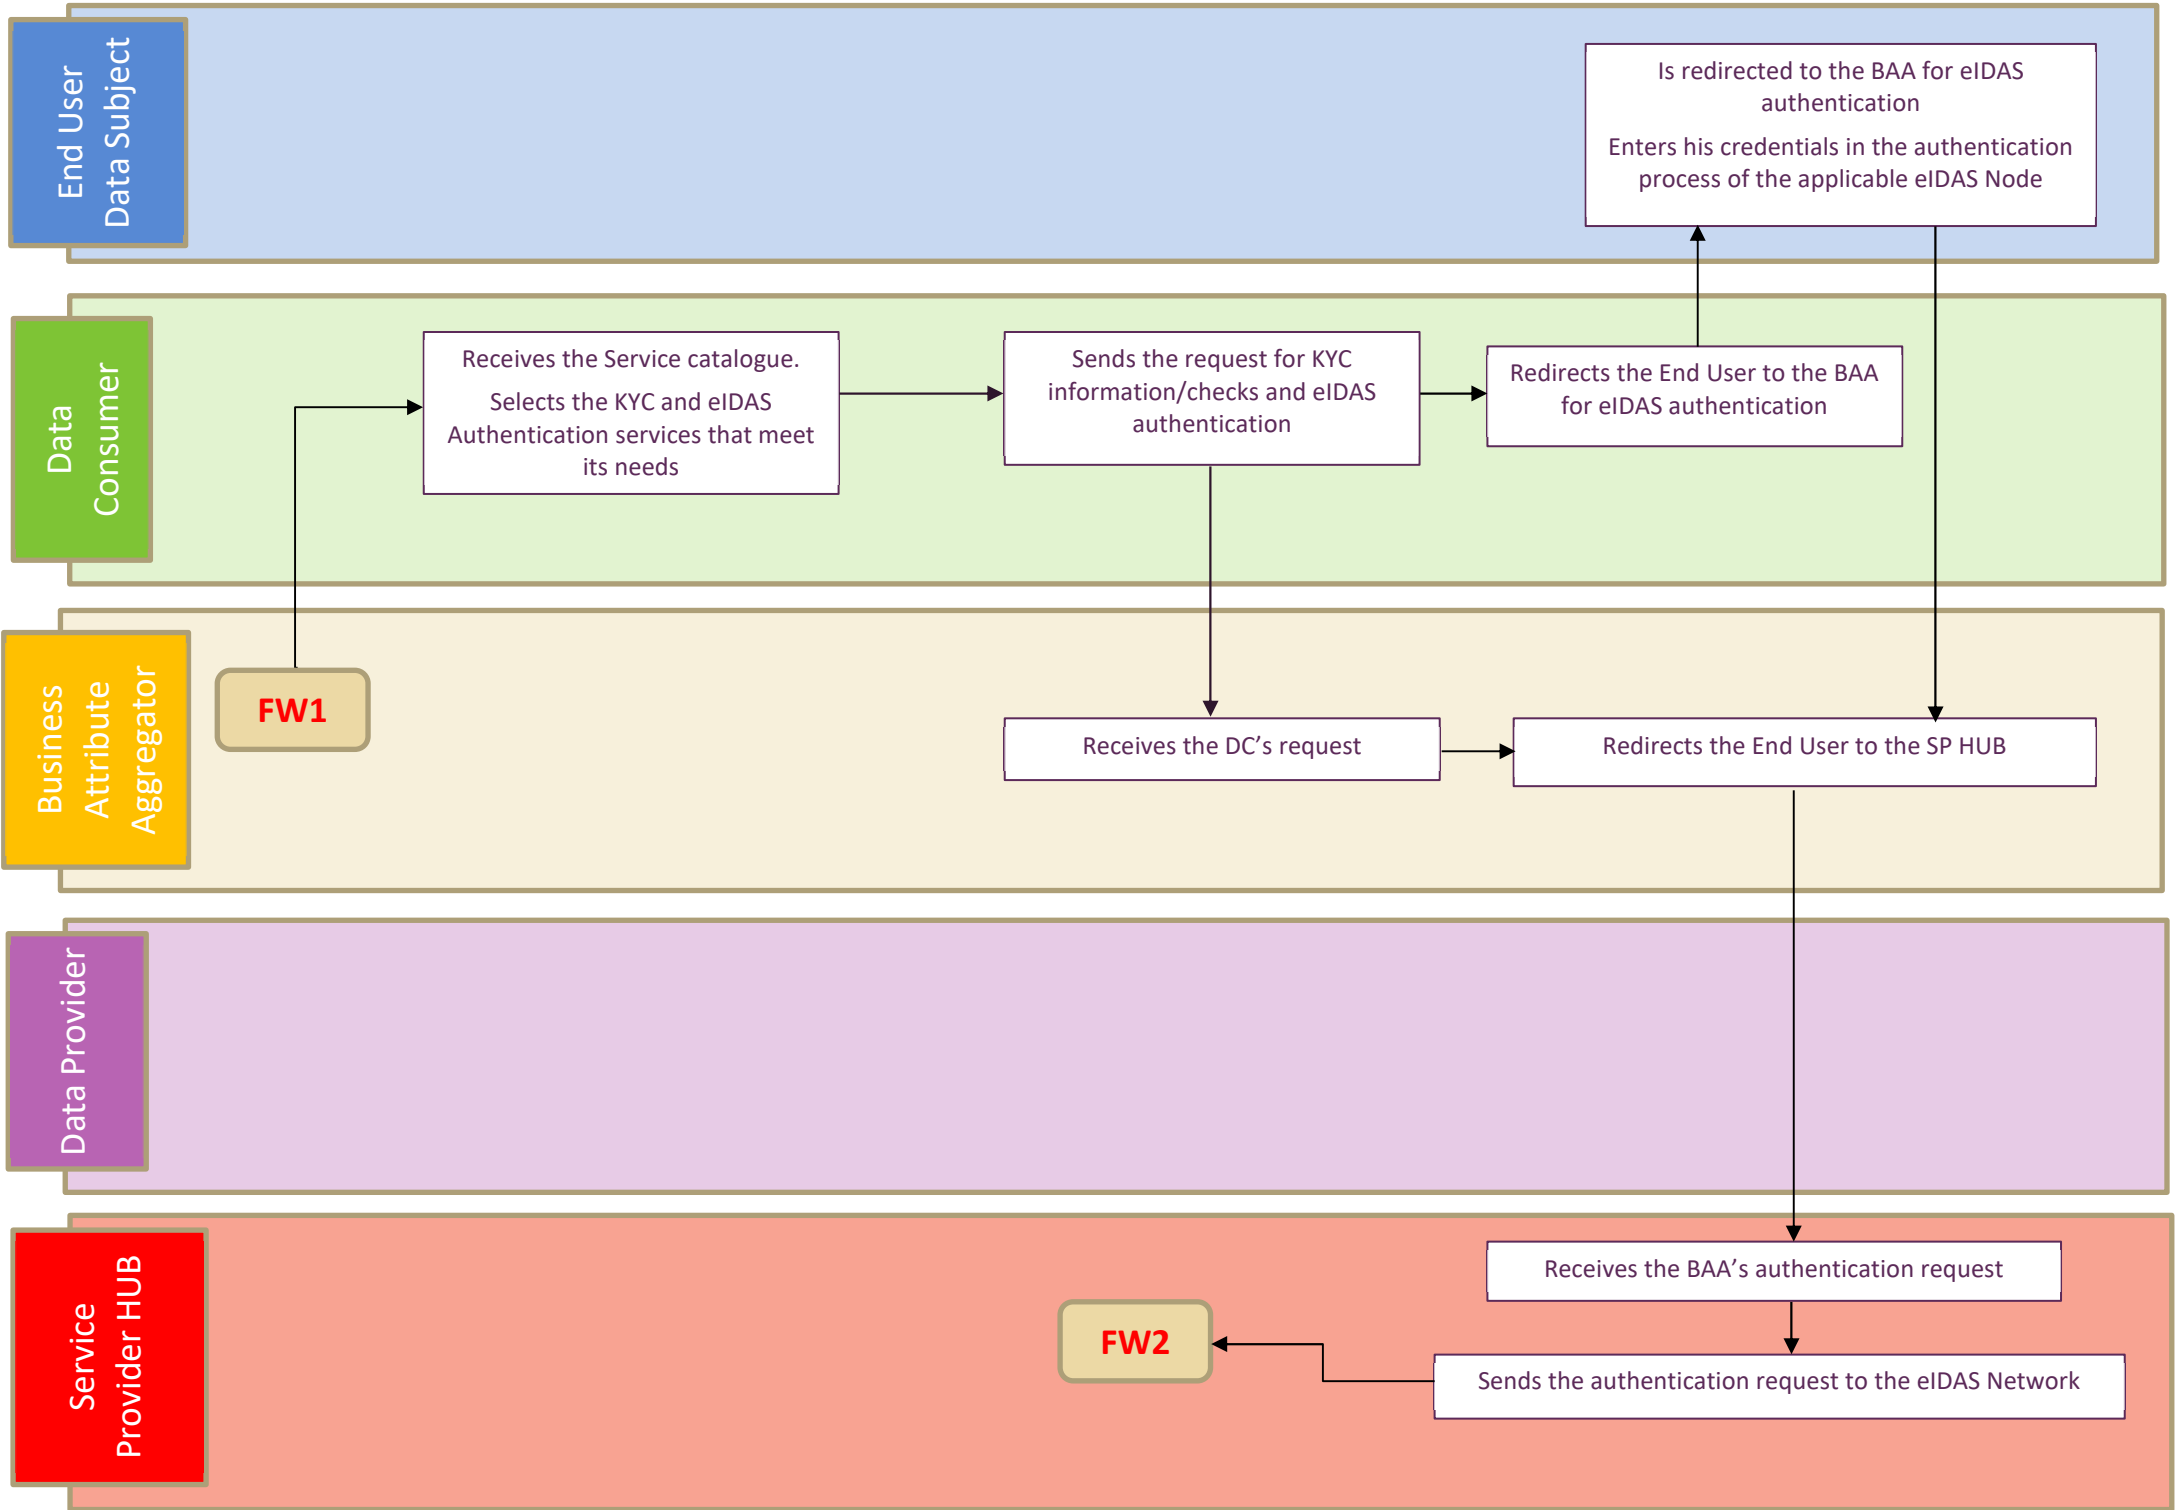 End User
Data Subject
Is redirected to the BAA for eIDAS
authentication
Enters his credentials in the authentication
process of the applicable eIDAS Node
Data
Consumer
Receives the Service catalogue.
Selects the KYC and eIDAS
Authentication services that meet
its needs
Sends the request for KYC
information/checks and eIDAS
authentication
Redirects the End User to the BAA
for eIDAS authentication
Business
Attribute
Aggregator
FW1
Receives the DC’s request
Redirects the End User to the SP HUB
Data Provider
Service
Provider HUB
Receives the BAA’s authentication request
FW2
Sends the authentication request to the eIDAS Network